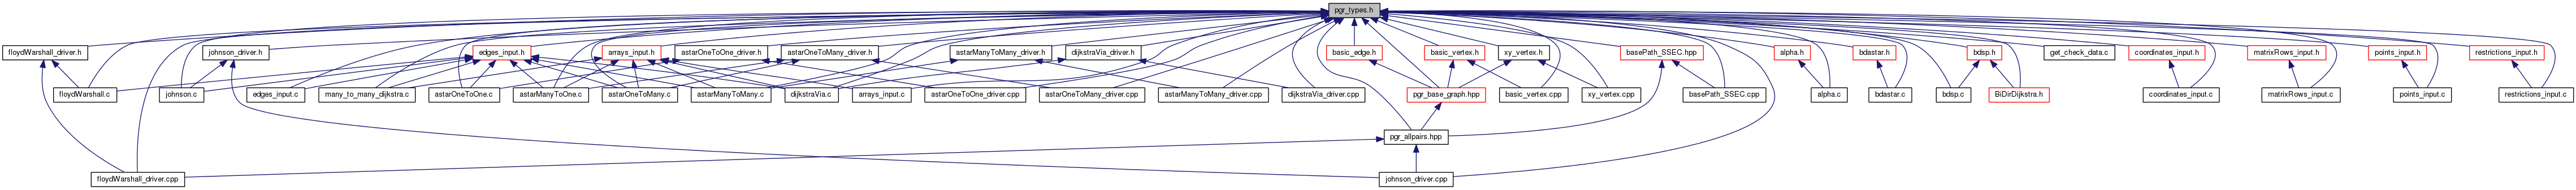 pgr_types.h
floydWarshall_driver.h
johnson_driver.h
edges_input.h
arrays_input.h
astarOneToOne_driver.h
astarOneToMany_driver.h
astarManyToMany_driver.h
dijkstraVia_driver.h
basic_edge.h
basic_vertex.h
xy_vertex.h
basePath_SSEC.hpp
alpha.h
bdastar.h
bdsp.h
get_check_data.c
coordinates_input.h
matrixRows_input.h
points_input.h
restrictions_input.h
floydWarshall.c
johnson.c
edges_input.c
many_to_many_dijkstra.c
astarOneToOne.c
astarManyToOne.c
astarOneToMany.c
astarManyToMany.c
dijkstraVia.c
arrays_input.c
astarOneToOne_driver.cpp
astarOneToMany_driver.cpp
astarManyToMany_driver.cpp
dijkstraVia_driver.cpp
pgr_base_graph.hpp
basic_vertex.cpp
xy_vertex.cpp
basePath_SSEC.cpp
alpha.c
bdastar.c
bdsp.c
BiDirDijkstra.h
coordinates_input.c
matrixRows_input.c
points_input.c
restrictions_input.c
pgr_allpairs.hpp
floydWarshall_driver.cpp
johnson_driver.cpp